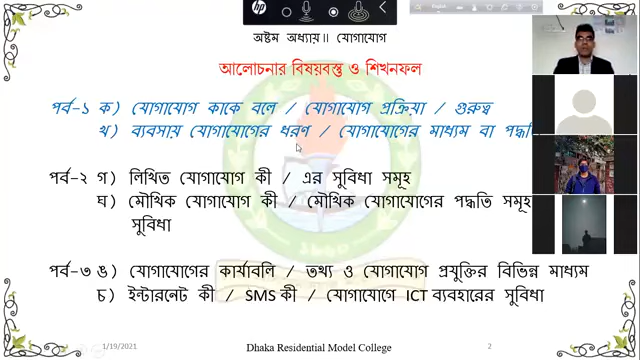 অষ্টম অধ্যায়॥ যোগাযোগ
আলোচনার বিষয়বস্তু ও শিখনফল
পর্ব-১ ক) যোগাযোগ কাকে বলে / যোগাযোগ প্রক্রিয়া / গুরুত্ব
খ) ব্যবসায় যোগাযোগের ধরণ / যোগাযোগের মাধ্যম বা
পর্ব-২ গ) লিখিত যোগাযোগ কী / এর সুবিধা সমূহ
ঘ) মৌখিক যোগাযোগ কী / মৌখিক যোগাযোগের পদ্ধতি সমূহ
সুবিধা
পর্ব-৩ ঙ) যোগাযোগের কার্যাবলি / তথ্য ও যোগাযোগ প্রযুক্তির বিভিন্ন মাধ্যম
চ) ইন্টারনেট কী / SMS কী / যোগাযোগে ICT ব্যবহারের সুবিধা
1/19/2021
Dhaka Residential Model College
2